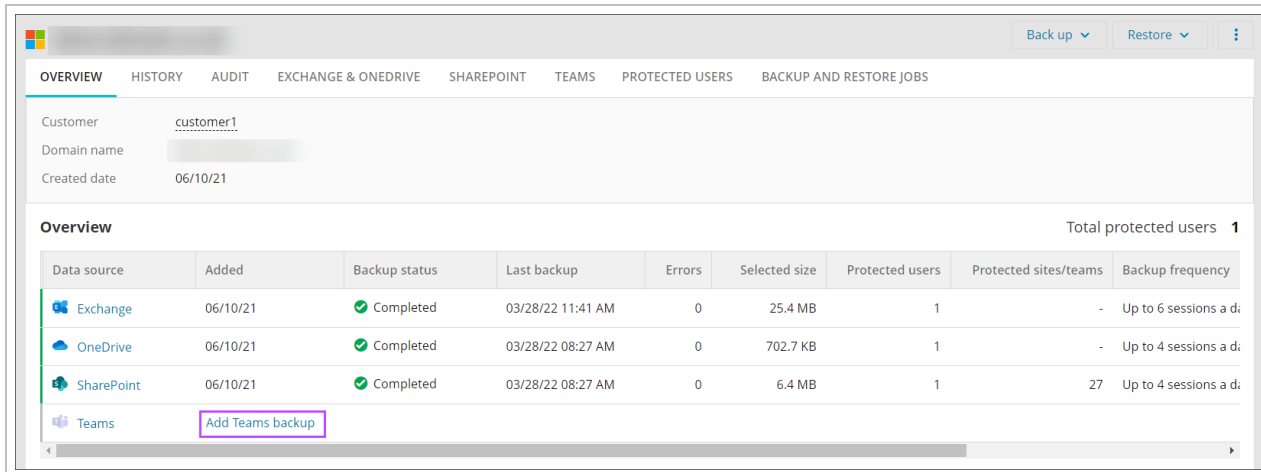 Back up Restore
OVERVIEW HISTORY AUDIT EXCHANGE & ONEDRIVE SHAREPOINT TEAMS PROTECTED USERS BACKUP AND RESTORE JOBS
Customer customer1
Domain name
Created date 06/10/21
Overview Total protected users 1
Data source Added Backup status Last backup Errors Selected size Protected users Protected sites/teams Backup frequency
Exchange 06/10/21 Completed 03/28/22 11:41 AM 0 25.4 MB 1 - Up to 6 sessions a da
OneDrive 06/10/21 Completed 03/28/22 08:27 AM 0 702.7 KB 1 - Up to 4 sessions a da
SharePoint 06/10/21 Completed 03/28/22 08:27 AM 0 6.4 MB 1 27 Up to 4 sessions a da
Teams Add Teams backup